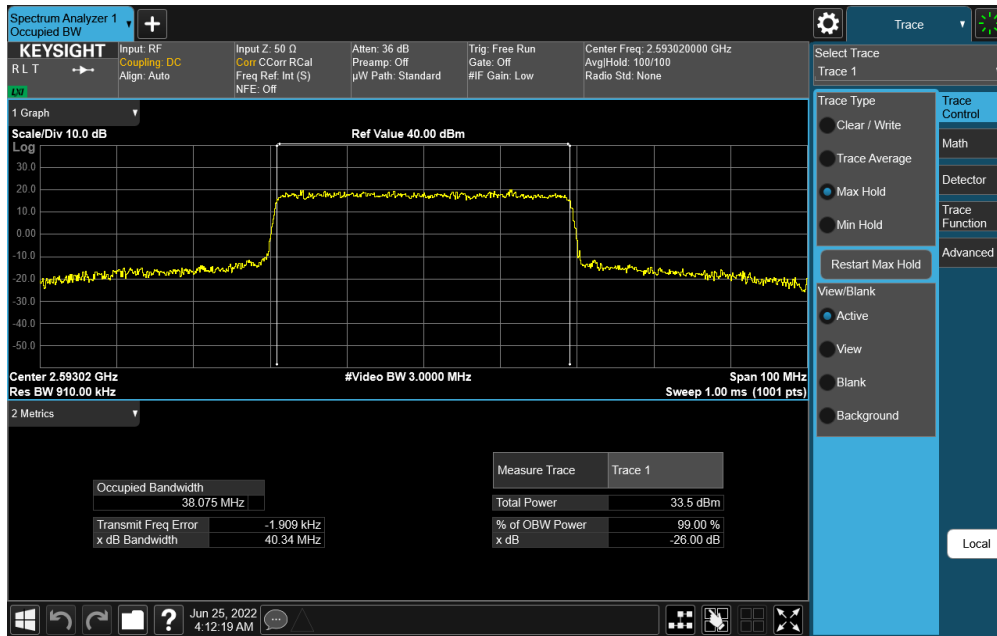 Spectrum Analyzer 1
Occupied BW
Trace
KEYSIGHT
RLT
LXI
Input: RF
Coupling: DC
Align: Auto
Input Z: 50 Ω
Corr CCorr RCal
Freq Ref: Int (S)
NFE: Off
Atten: 36 dB
Preamp: Off
µW Path: Standard
Trig: Free Run
Gate: Off
#IF Gain: Low
Center Freq: 2.593020000 GHz
Avg|Hold: 100/100
Radio Std: None
Select Trace
Trace 1
1 Graph
Scale/Div 10.0 dB
Ref Value 40.00 dBm
Log
30.0
20.0
10.0
0.00
-10.0
-20.0
-30.0
-40.0
-50.0
Center 2.59302 GHz
#Video BW 3.0000 MHz
Span 100 MHz
Res BW 910.00 kHz
Sweep 1.00 ms (1001 pts)
Trace Type
Clear / Write
Trace Average
Max Hold
Min Hold
Restart Max Hold
View/Blank
Active
View
Blank
Background
Trace
Control
Math
Detector
Trace
Function
Advanced
Local
2 Metrics
Measure Trace Trace 1
Occupied Bandwidth
38.075 MHz
Total Power 33.5 dBm
Transmit Freq Error -1.909 kHz
% of OBW Power 99.00 %
x dB Bandwidth 40.34 MHz
x dB -26.00 dB
?
Jun 25, 2022
4:12:19 AM